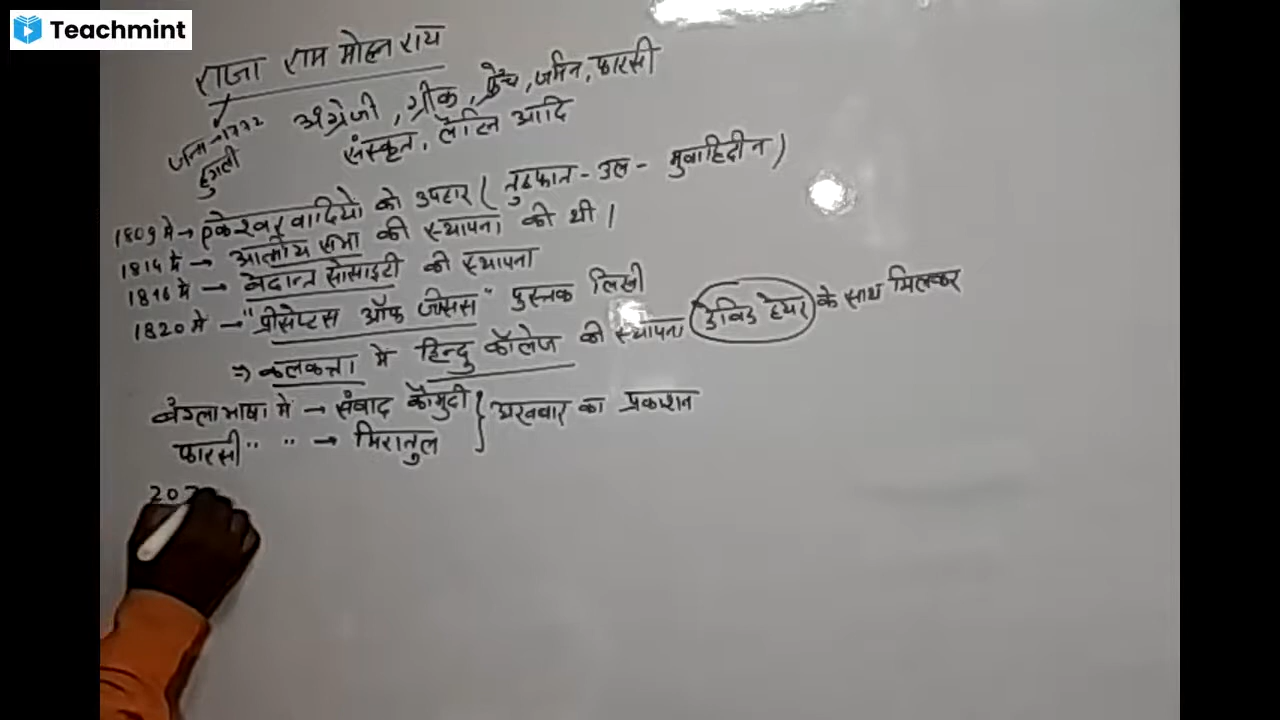 Teachmint
राजा राम मोहन राय
जन्म → 1772
हुगली
अंग्रेजी, ग्रीक, फ्रेंच, जर्मन, फारसी
संस्कृत, लैटिन आदि
1809 मे → एकेश्वरवादियो को उपहार ( तुहफात - उल - मुवाहिदीन )
1814 मे → आत्मीय सभा की स्थापना की थी।
1816 मे → वेदान्त सोसाइटी की स्थापना
1820 मे → "प्रीसेप्टस ऑफ जीसस" पुस्तक लिखी
⇒ कलकत्ता मे हिन्दु कॉलेज की स्थापना डेविड हेयर के साथ मिलकर
बंगला भाषा मे → संवाद कौमुदी } अखबार का प्रकाशन
फारसी " " → मिरातुल
20